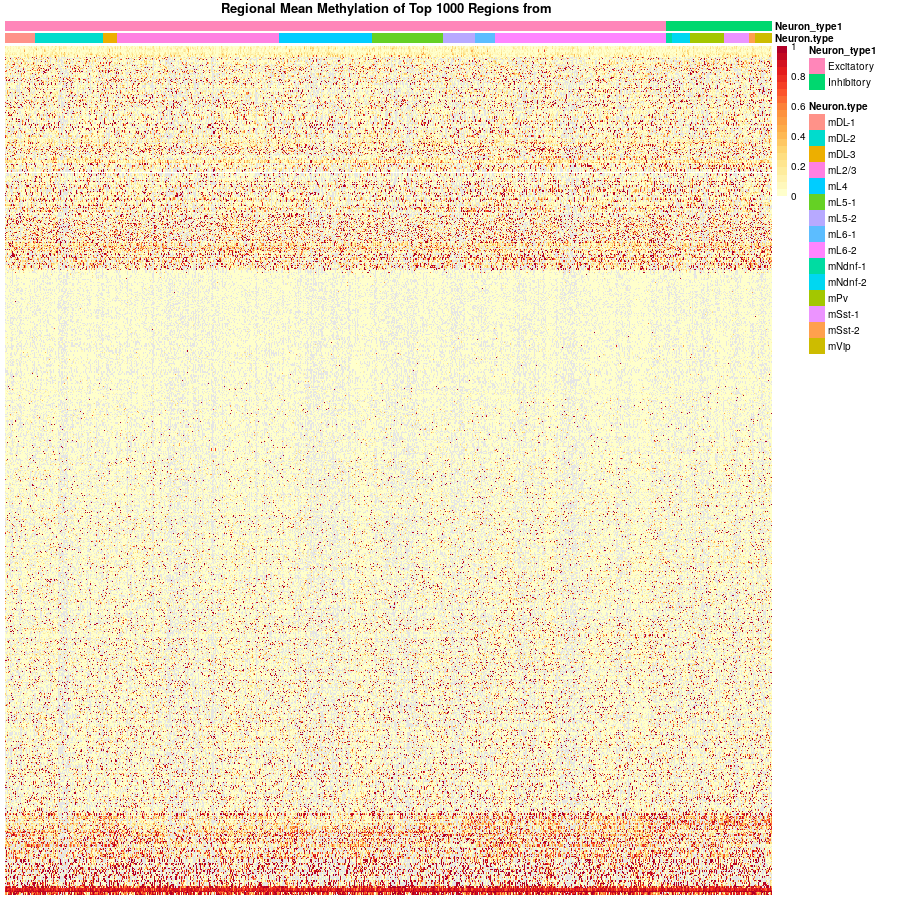 Regional Mean Methylation of Top 1000 Regions from
Neuron_type1
Neuron.type
1
0.8
0.6
0.4
0.2
0
Neuron_type1
Excitatory
Inhibitory
Neuron.type
mDL-1
mDL-2
mDL-3
mL2/3
mL4
mL5-1
mL5-2
mL6-1
mL6-2
mNdnf-1
mNdnf-2
mPv
mSst-1
mSst-2
mVip